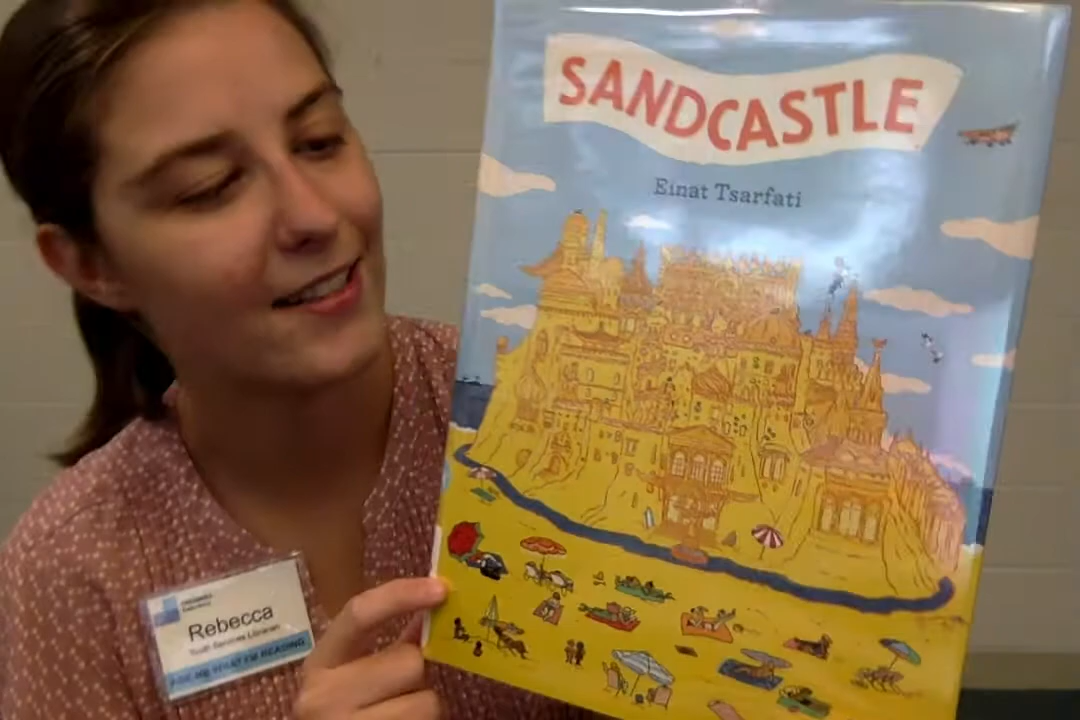 SANDCASTLE
Einat Tsarfati
Rebecca
Youth Services Librarian
ASK ME WHAT I'M READING